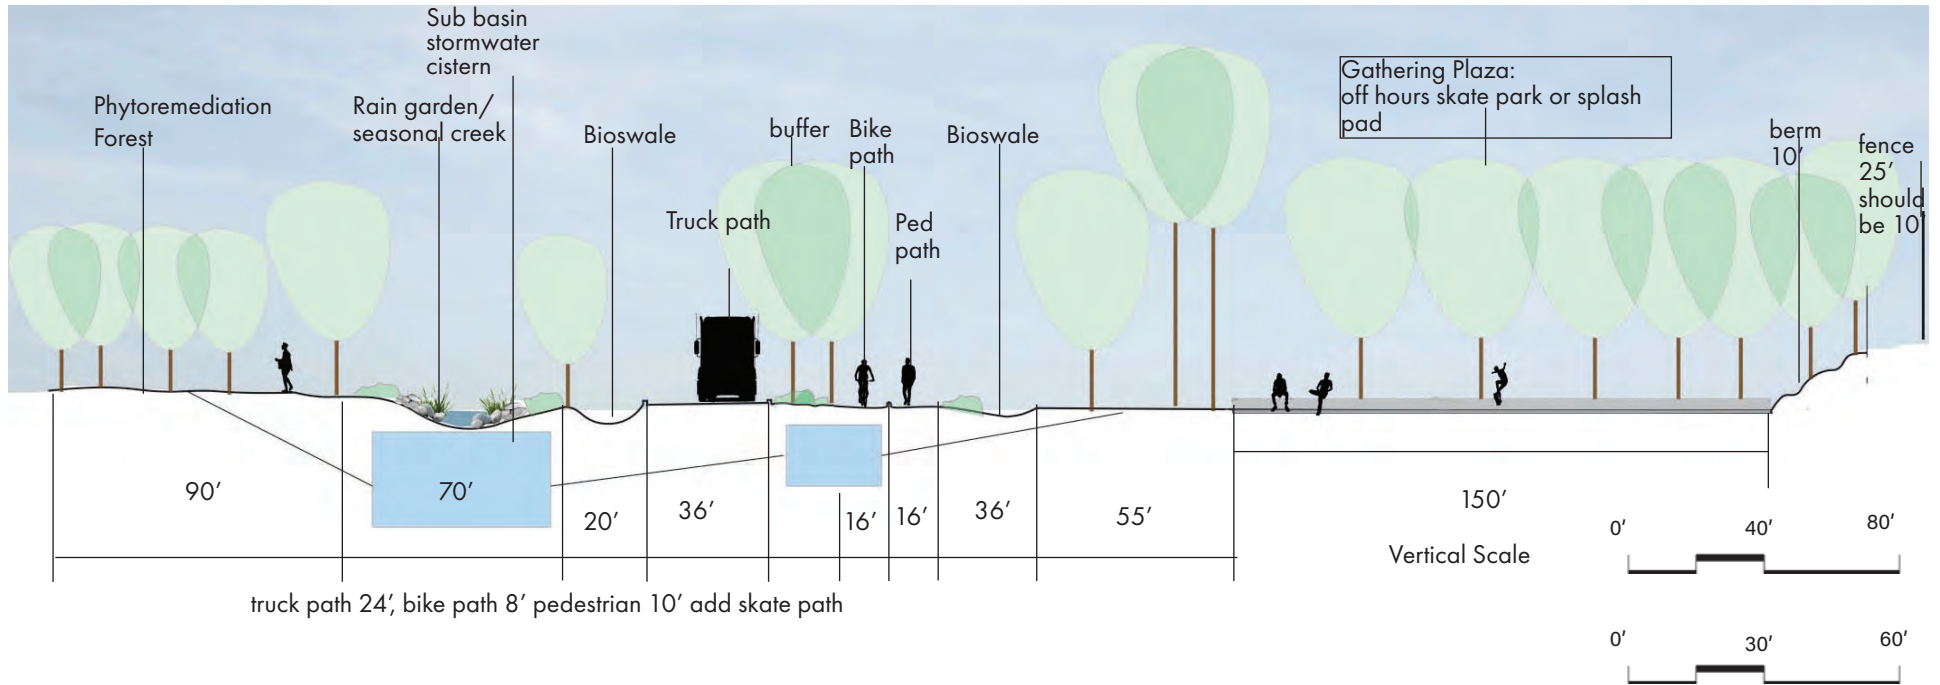 Sub basin
stormwater
cistern
Phytoremediation
Forest
Rain garden/
seasonal creek
Bioswale
Truck path
buffer
Bike
path
Ped
path
Bioswale
Gathering Plaza:
off hours skate park or splash
pad
berm
10'
fence
25'
should
be 10'
90'
70'
20'
36'
16'
16'
36'
55'
150'
Vertical Scale
0'
40'
80'
truck path 24', bike path 8' pedestrian 10' add skate path
0'
30'
60'